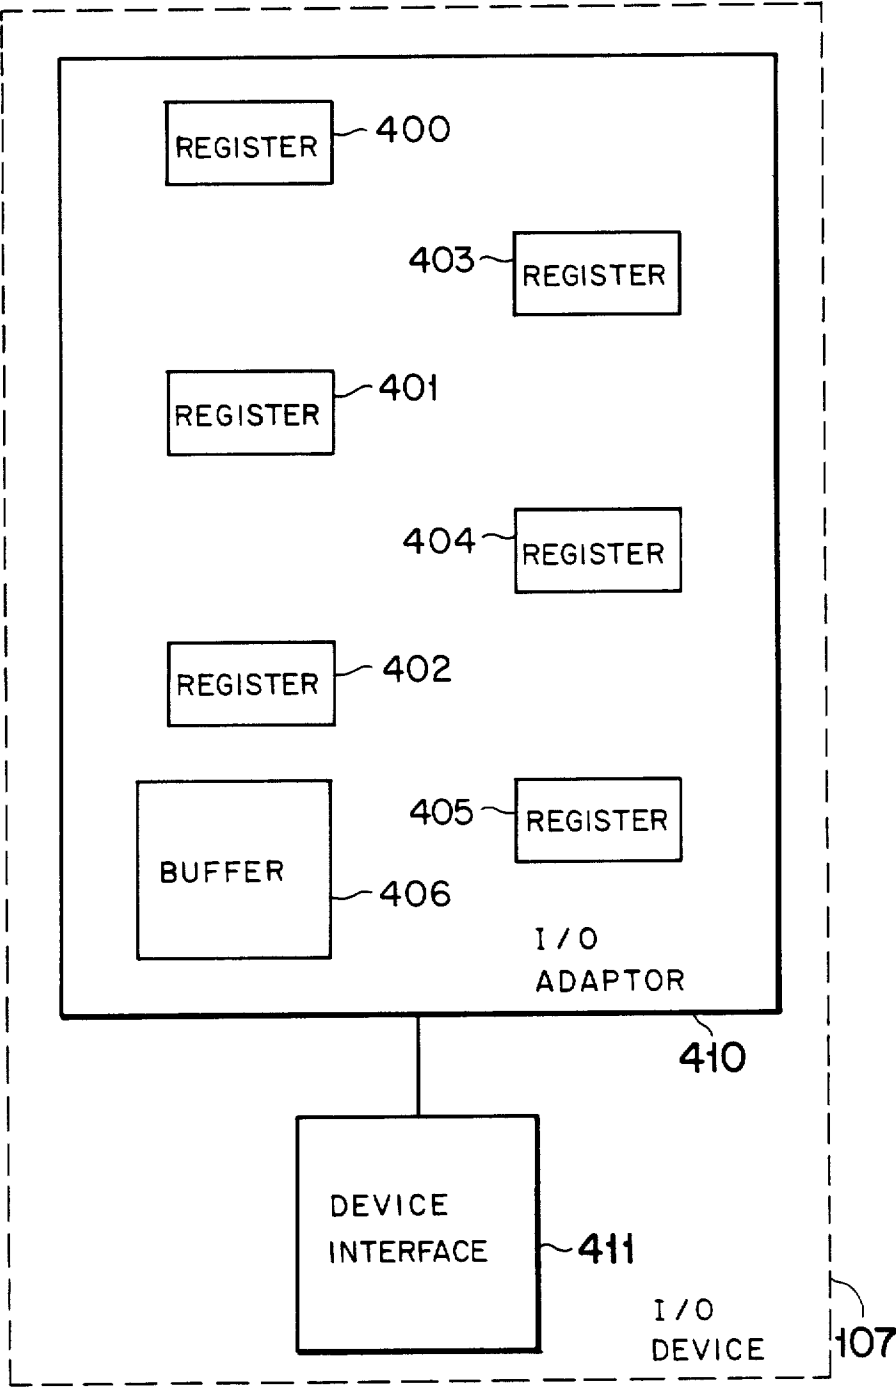 REGISTER 400
403 REGISTER
REGISTER 401
404 REGISTER
REGISTER 402
405 REGISTER
BUFFER 406
I/O
ADAPTOR
410
DEVICE
INTERFACE
411
I/O
DEVICE
107